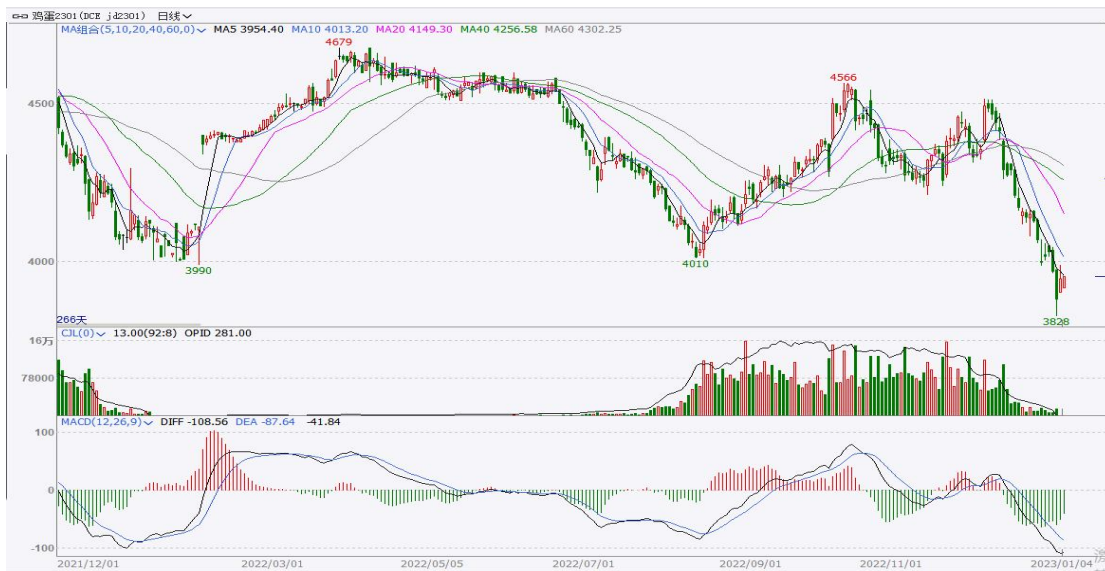 鸡蛋2301(DCE jd2301) 日线
MA组合(5,10,20,40,60,0) MA5 3954.40 MA10 4013.20 MA20 4149.30 MA40 4256.58 MA60 4302.25
4679
4566
4500
4000
3990
4010
3828
266天
CJL(0) 13.00(92:8) OPID 281.00
16万
78000
MACD(12,26,9) DIFF -108.56 DEA -87.64 -41.84
100
0
-100
2021/12/01 2022/03/01 2022/05/05 2022/07/01 2022/09/01 2022/11/01 2023/01/04